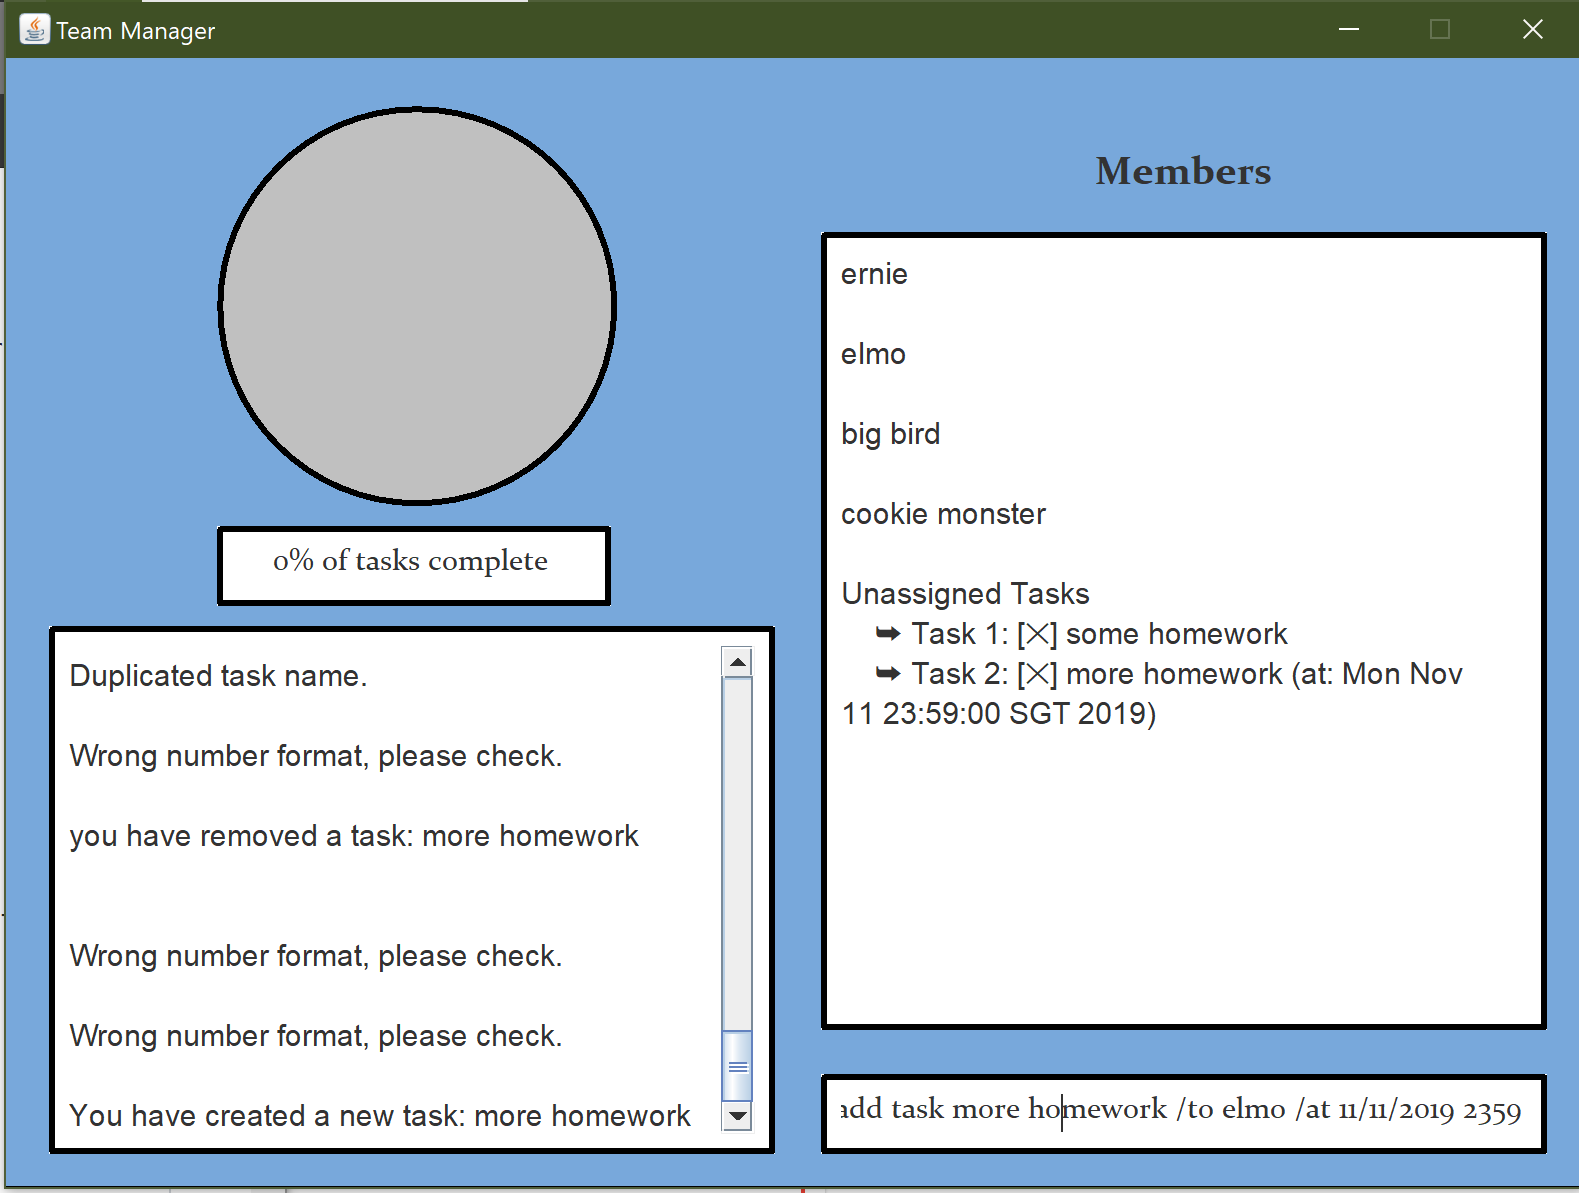 Team Manager
0% of tasks complete
Duplicated task name.
Wrong number format, please check.
you have removed a task: more homework
Wrong number format, please check.
Wrong number format, please check.
You have created a new task: more homework
Members
ernie
elmo
big bird
cookie monster
Unassigned Tasks
➥ Task 1: [╳] some homework
➥ Task 2: [╳] more homework (at: Mon Nov
11 23:59:00 SGT 2019)
add task more homework /to elmo /at 11/11/2019 2359